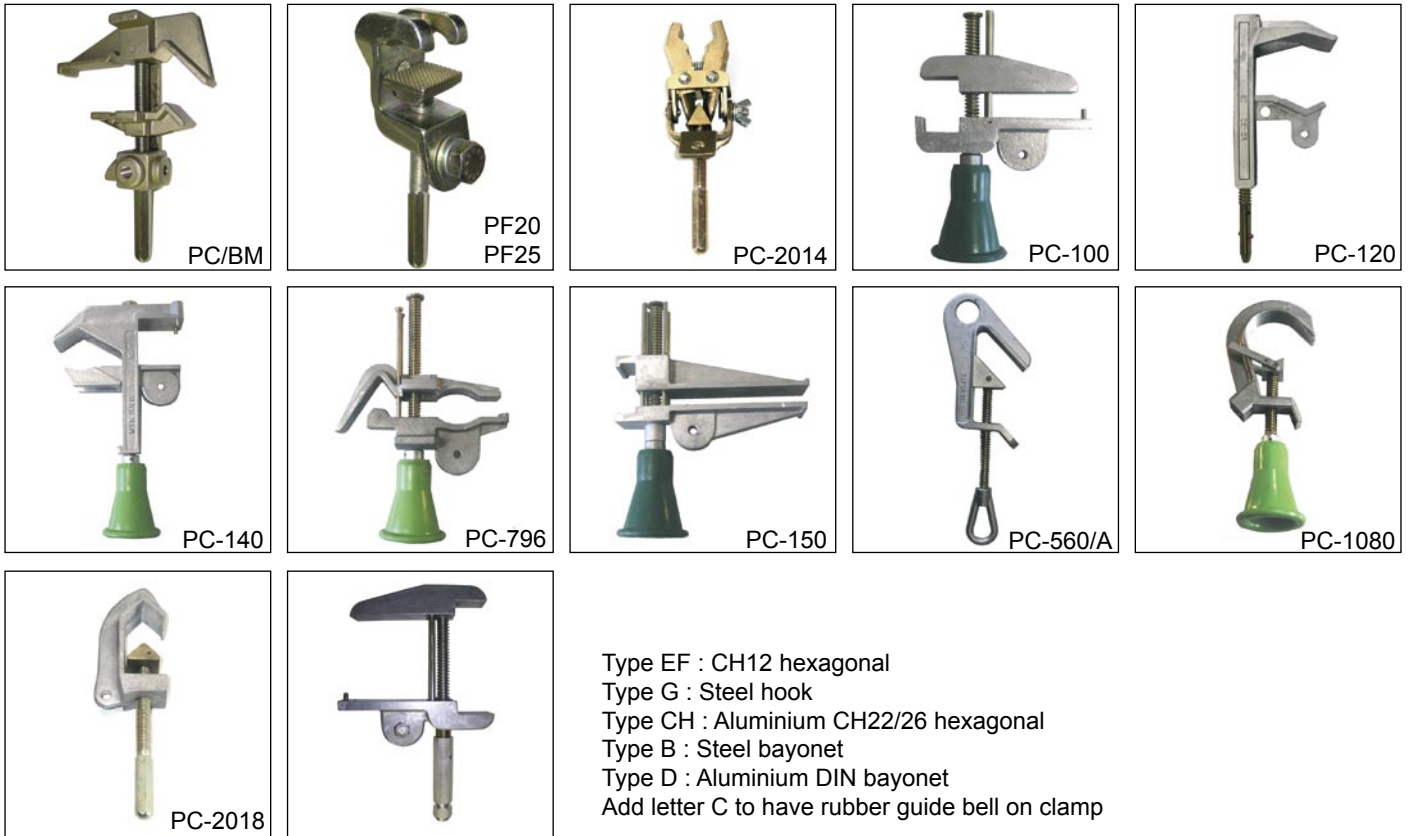 PC/BM
PF20
PF25
PC-2014
PC-100
PC-120
PC-140
PC-796
PC-150
PC-560/A
PC-1080
PC-2018
Type EF : CH12 hexagonal
Type G : Steel hook
Type CH : Aluminium CH22/26 hexagonal
Type B : Steel bayonet
Type D : Aluminium DIN bayonet
Add letter C to have rubber guide bell on clamp